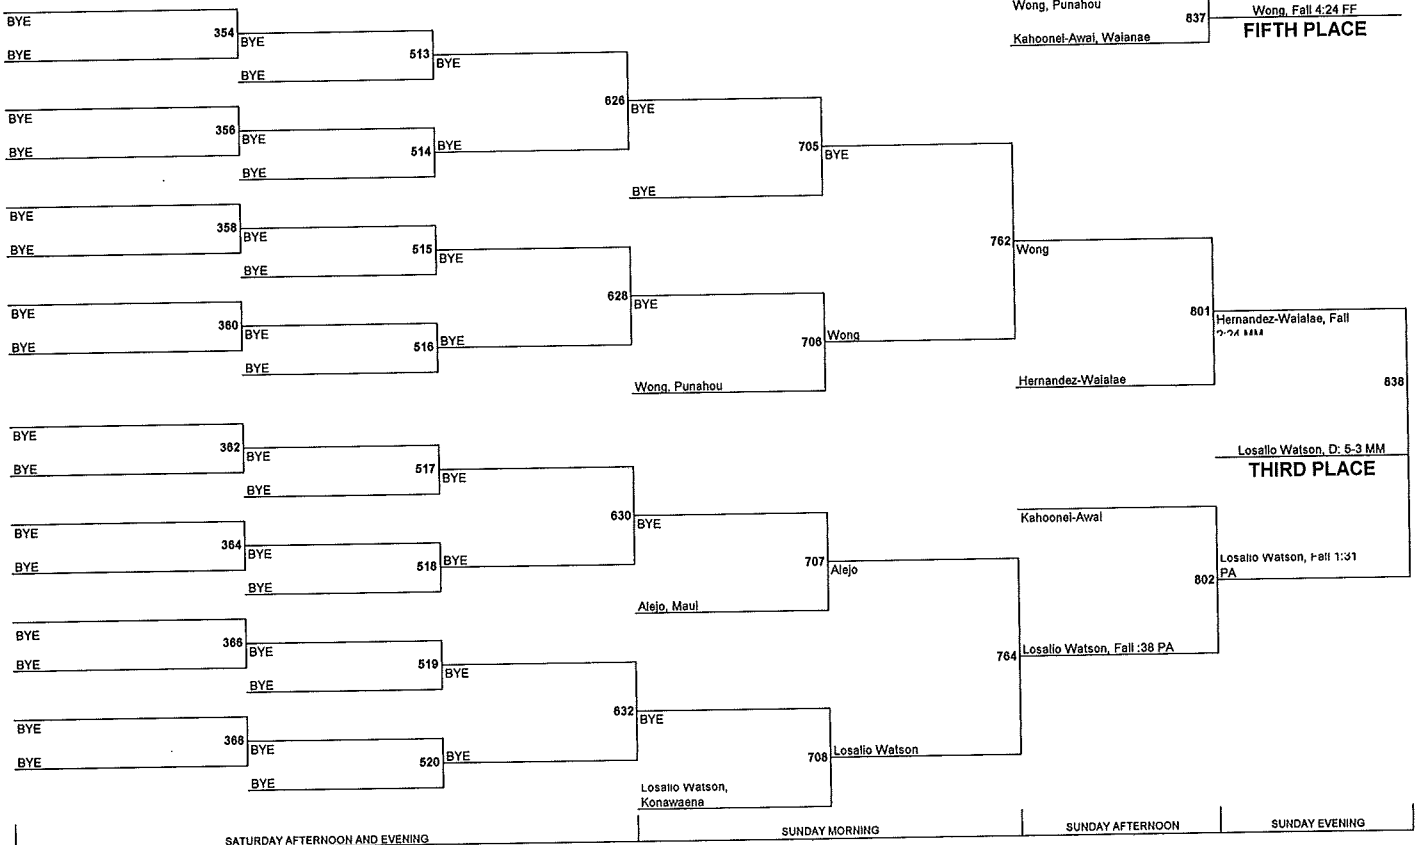 Wong, Punahou
837
Wong, Fall 4:24 FF
FIFTH PLACE
Kahoonei-Awai, Waianae
BYE
354
BYE
BYE
513
BYE
BYE
626
BYE
BYE
356
BYE
BYE
514
BYE
BYE
705
BYE
BYE
BYE
358
BYE
BYE
515
BYE
BYE
762
Wong
628
BYE
BYE
360
BYE
BYE
516
BYE
BYE
706
Wong
Wong, Punahou
801
Hernandez-Waialae, Fall
Hernandez-Waialae
838
BYE
362
BYE
BYE
517
BYE
BYE
Losalio Watson, D: 5-3 MM
THIRD PLACE
630
BYE
Kahoonei-Awai
BYE
364
BYE
BYE
518
BYE
BYE
707
Alejo
Losalio Watson, Fall 1:31
802
PA
Alejo, Maui
BYE
366
BYE
BYE
519
BYE
BYE
764
Losalio Watson, Fall :38 PA
632
BYE
BYE
368
BYE
BYE
520
BYE
BYE
708
Losalio Watson
Losalio Watson,
Konawaena
SATURDAY AFTERNOON AND EVENING
SUNDAY MORNING
SUNDAY AFTERNOON
SUNDAY EVENING